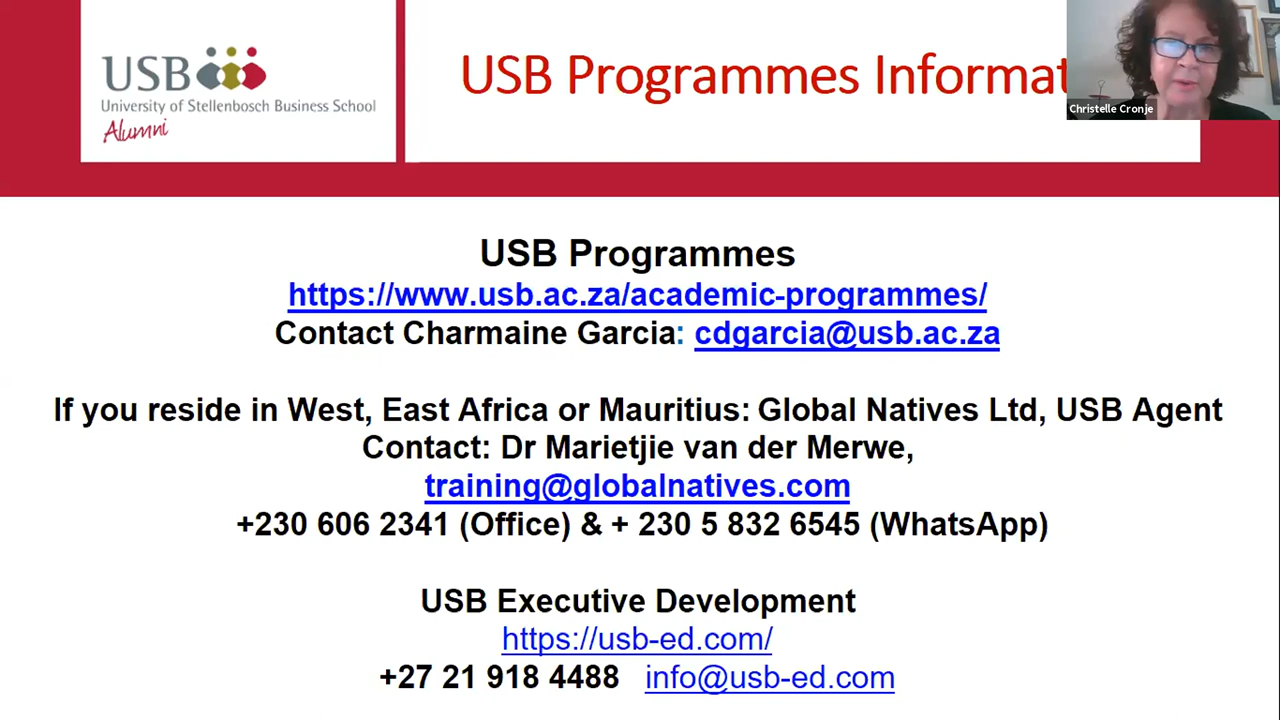 USB
University of Stellenbosch Business School
Alumni
USB Programmes Informat
Christelle Cronje
USB Programmes
https://www.usb.ac.za/academic-programmes/
Contact Charmaine Garcia: cdgarcia@usb.ac.za
If you reside in West, East Africa or Mauritius: Global Natives Ltd, USB Agent
Contact: Dr Marietjie van der Merwe,
training@globalnatives.com
+230 606 2341 (Office) & + 230 5 832 6545 (WhatsApp)
USB Executive Development
https://usb-ed.com/
+27 21 918 4488 info@usb-ed.com